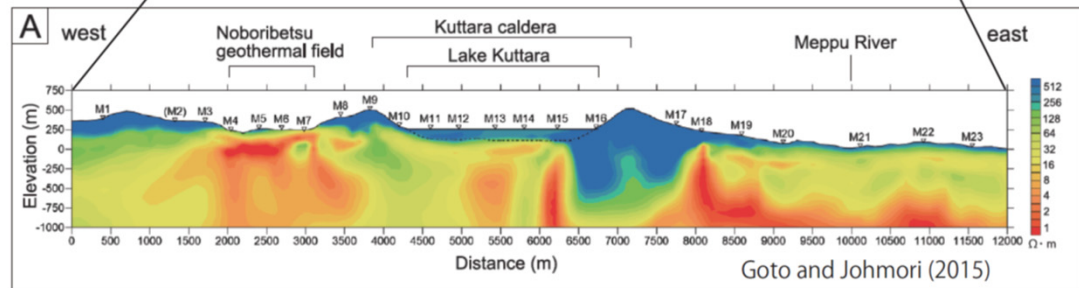 A
west
Noboribetsu
geothermal field
Kuttara caldera
Lake Kuttara
Meppu River
east
Elevation (m)
750
500
250
0
-250
-500
-750
-1000
M1 (M2) M3 M4 M5 M6 M7 M8 M9 M10 M11 M12 M13 M14 M15 M16 M17 M18 M19 M20 M21 M22 M23
512
256
128
64
32
16
8
4
2
1
Ω・m
0 500 1000 1500 2000 2500 3000 3500 4000 4500 5000 5500 6000 6500 7000 7500 8000 8500 9000 9500 10000 10500 11000 11500 12000
Distance (m)
Goto and Johmori (2015)